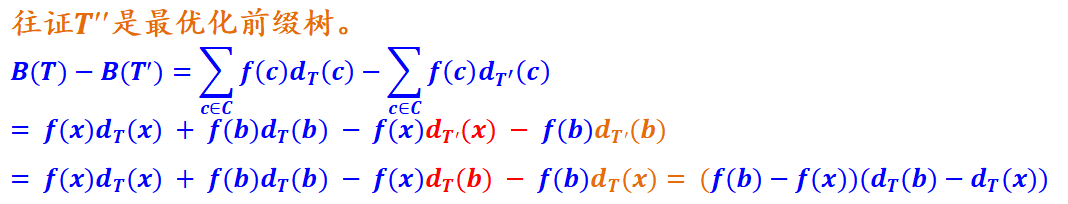 往证T′′是最优化前缀树。
B(T) − B(T′) = ∑_{c∈C} f(c)d_T(c) − ∑_{c∈C} f(c)d_{T′}(c)
= f(x)d_T(x) + f(b)d_T(b) − f(x)d_{T′}(x) − f(b)d_{T′}(b)
= f(x)d_T(x) + f(b)d_T(b) − f(x)d_T(b) − f(b)d_T(x) = (f(b) − f(x))(d_T(b) − d_T(x))